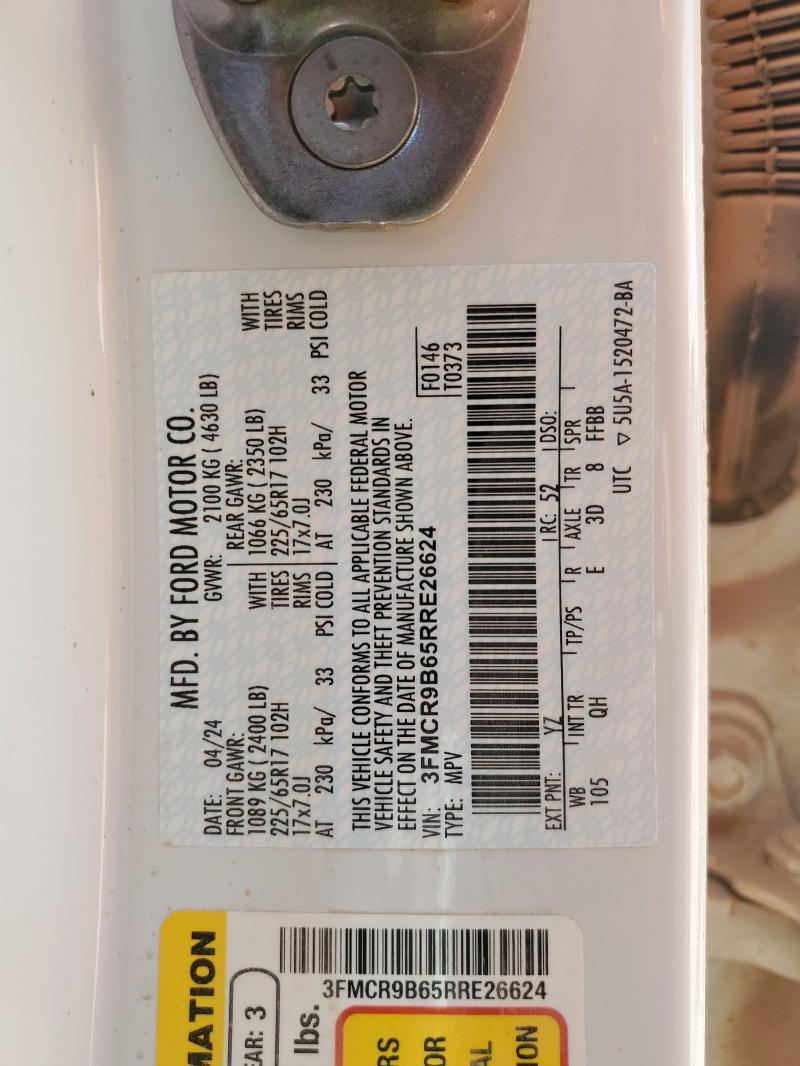 MFD. BY FORD MOTOR CO.
DATE: 04/24 GVWR: 2100 KG ( 4630 LB)
FRONT GAWR: REAR GAWR:
1089 KG ( 2400 LB) WITH 1066 KG ( 2350 LB) WITH
225/65R17 102H TIRES 225/65R17 102H TIRES
17x7.0J RIMS 17x7.0J RIMS
AT 230 kPa/ 33 PSI COLD AT 230 kPa/ 33 PSI COLD
THIS VEHICLE CONFORMS TO ALL APPLICABLE FEDERAL MOTOR
VEHICLE SAFETY AND THEFT PREVENTION STANDARDS IN
EFFECT ON THE DATE OF MANUFACTURE SHOWN ABOVE.
VIN: 3FMCR9B65RRE26624 F0146
TYPE: MPV T0373
EXT PNT: YZ RC: 52 DSO:
WB INT TR TP/PS R AXLE TR SPR
105 QH E 3D 8 FFBB
UTC ▽ 5U5A-1520472-BA
MATION
EAR: 3
3FMCR9B65RRE26624
lbs.
RS
OR
AL
ION